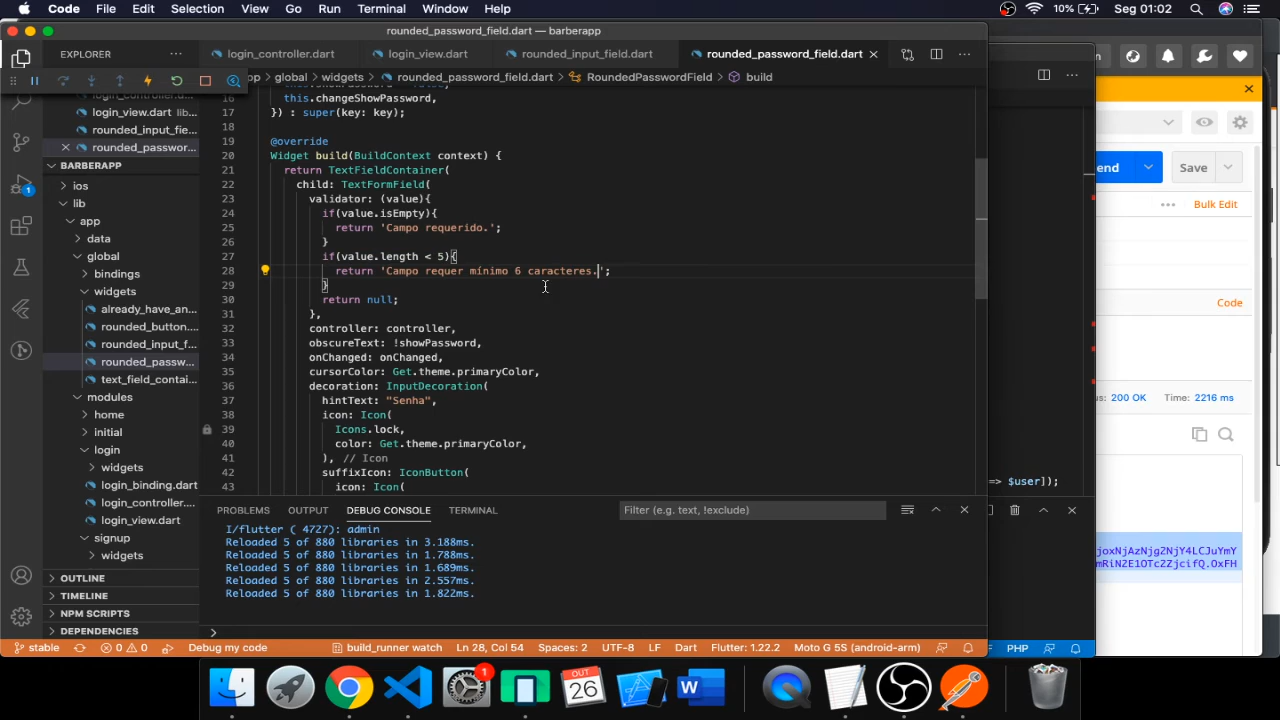 Code File Edit Selection View Go Run Terminal Window Help 10% Seg 01:02
rounded_password_field.dart — barberapp
EXPLORER
login_controller.dart login_view.dart rounded_input_field.dart rounded_password_field.dart
global widgets rounded_password_field.dart RoundedPasswordField build
login_view.dart lib...
rounded_input_fie...
rounded_passwor...
BARBERAPP
ios
lib
app
data
global
bindings
widgets
already_have_an...
rounded_button....
rounded_input_f...
rounded_passw...
text_field_contai...
modules
home
initial
login
widgets
login_binding.dart
login_controller....
login_view.dart
signup
widgets
OUTLINE
TIMELINE
NPM SCRIPTS
DEPENDENCIES
16 this.changeShowPassword,
17 }) : super(key: key);
18
19 @override
20 Widget build(BuildContext context) {
21 return TextFieldContainer(
22 child: TextFormField(
23 validator: (value){
24 if(value.isEmpty){
25 return 'Campo requerido.';
26 }
27 if(value.length < 5){
28 return 'Campo requer mínimo 6 caracteres.';
29 }
30 return null;
31 },
32 controller: controller,
33 obscureText: !showPassword,
34 onChanged: onChanged,
35 cursorColor: Get.theme.primaryColor,
36 decoration: InputDecoration(
37 hintText: "Senha",
38 icon: Icon(
39 Icons.lock,
40 color: Get.theme.primaryColor,
41 ), // Icon
42 suffixIcon: IconButton(
43 icon: Icon(
PROBLEMS OUTPUT DEBUG CONSOLE TERMINAL
Filter (e.g. text, !exclude)
I/flutter ( 4727): admin
Reloaded 5 of 880 libraries in 3.188ms.
Reloaded 5 of 880 libraries in 1.788ms.
Reloaded 5 of 880 libraries in 1.689ms.
Reloaded 5 of 880 libraries in 2.557ms.
Reloaded 5 of 880 libraries in 1.822ms.
stable 0 0 Debug my code build_runner watch Ln 28, Col 54 Spaces: 2 UTF-8 LF Dart Flutter: 1.22.2 Moto G 5S (android-arm)
=> $user]);
PHP
end Save
Bulk Edit
Code
200 OK Time: 2216 ms
1
1
OUT
26
W